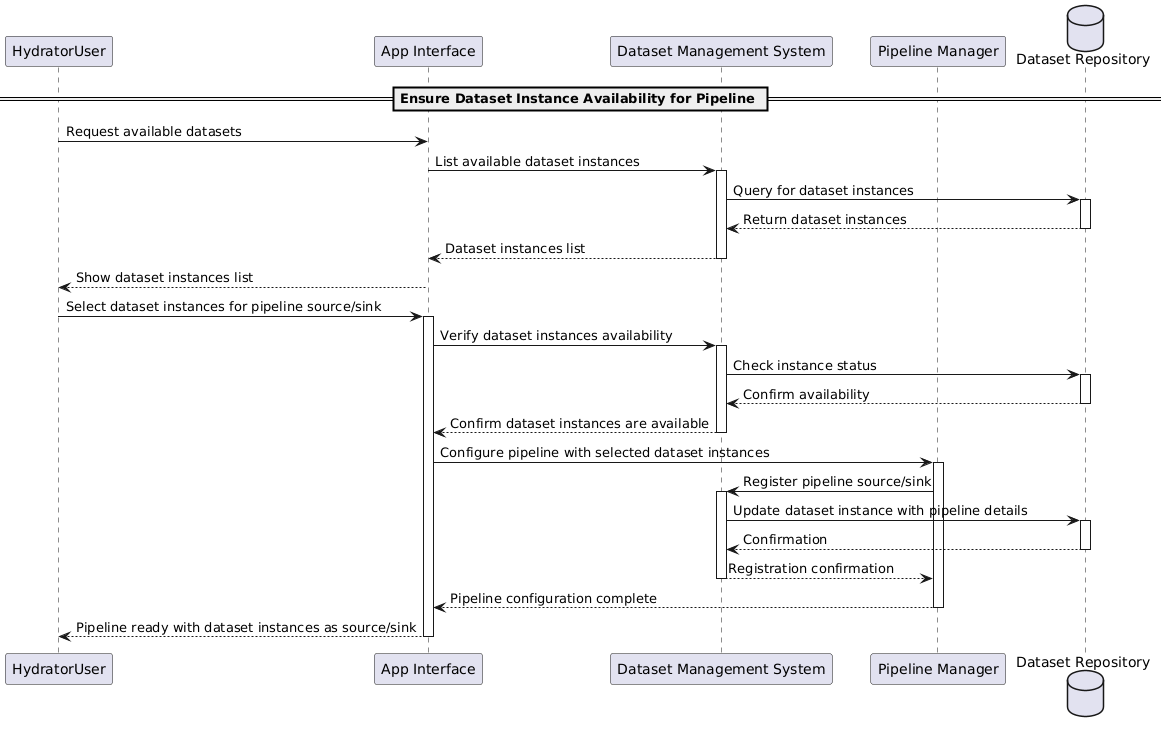 HydratorUser
App Interface
Dataset Management System
Pipeline Manager
Dataset Repository
Ensure Dataset Instance Availability for Pipeline
Request available datasets
List available dataset instances
Query for dataset instances
Return dataset instances
Dataset instances list
Show dataset instances list
Select dataset instances for pipeline source/sink
Verify dataset instances availability
Check instance status
Confirm availability
Confirm dataset instances are available
Configure pipeline with selected dataset instances
Register pipeline source/sink
Update dataset instance with pipeline details
Confirmation
Registration confirmation
Pipeline configuration complete
Pipeline ready with dataset instances as source/sink
HydratorUser
App Interface
Dataset Management System
Pipeline Manager
Dataset Repository